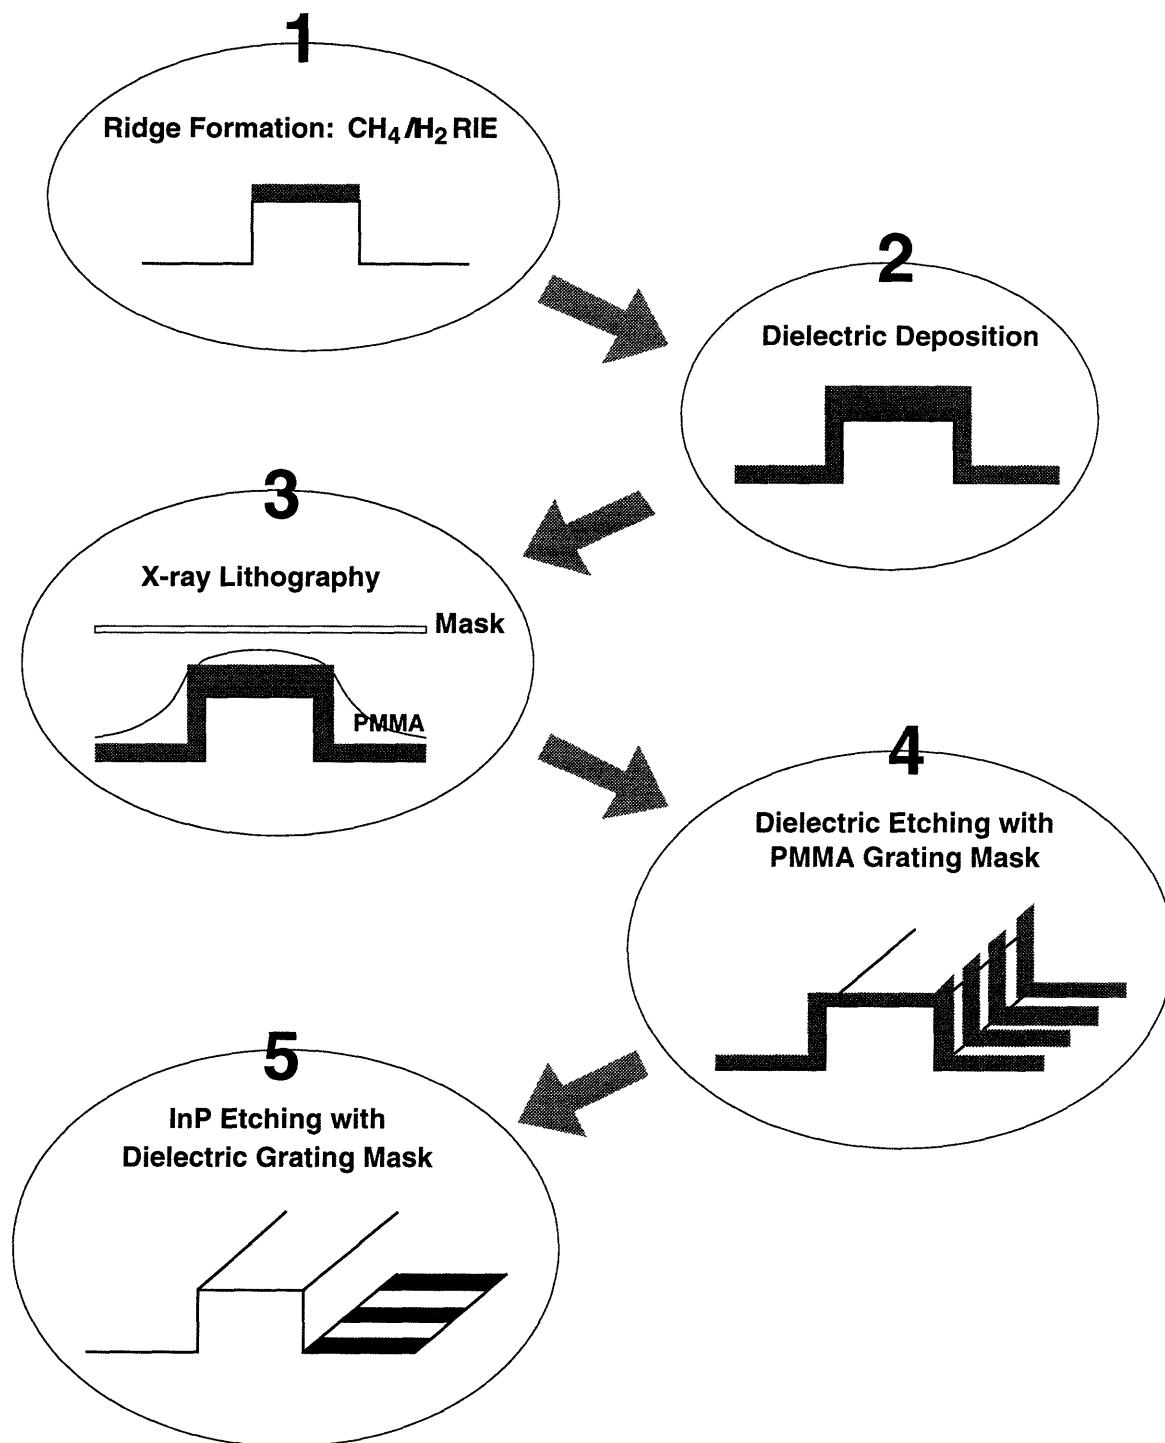 1
Ridge Formation: CH₄/H₂ RIE
2
Dielectric Deposition
3
X-ray Lithography
Mask
PMMA
4
Dielectric Etching with
PMMA Grating Mask
5
InP Etching with
Dielectric Grating Mask